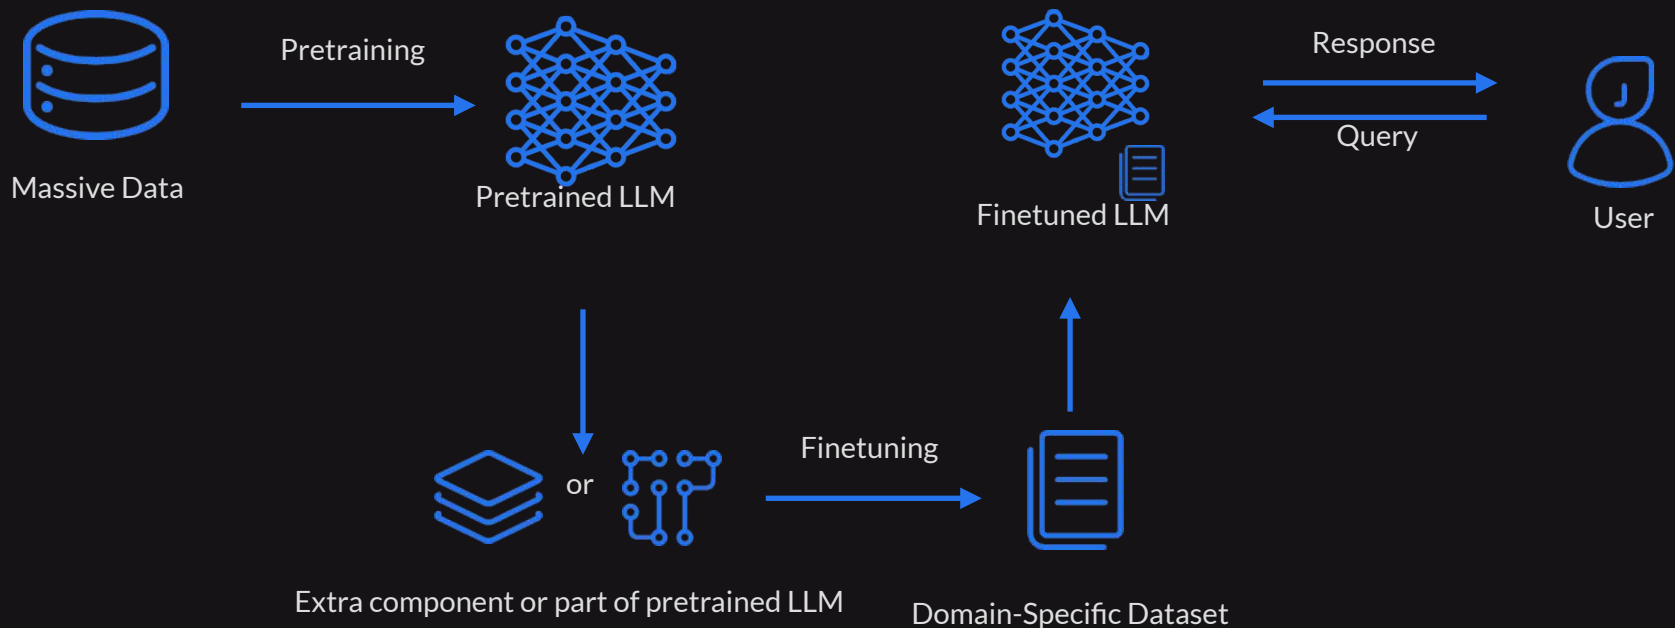 Pretraining
Response
Query
Massive Data
Pretrained LLM
Finetuned LLM
User
or
Finetuning
Extra component or part of pretrained LLM
Domain-Specific Dataset